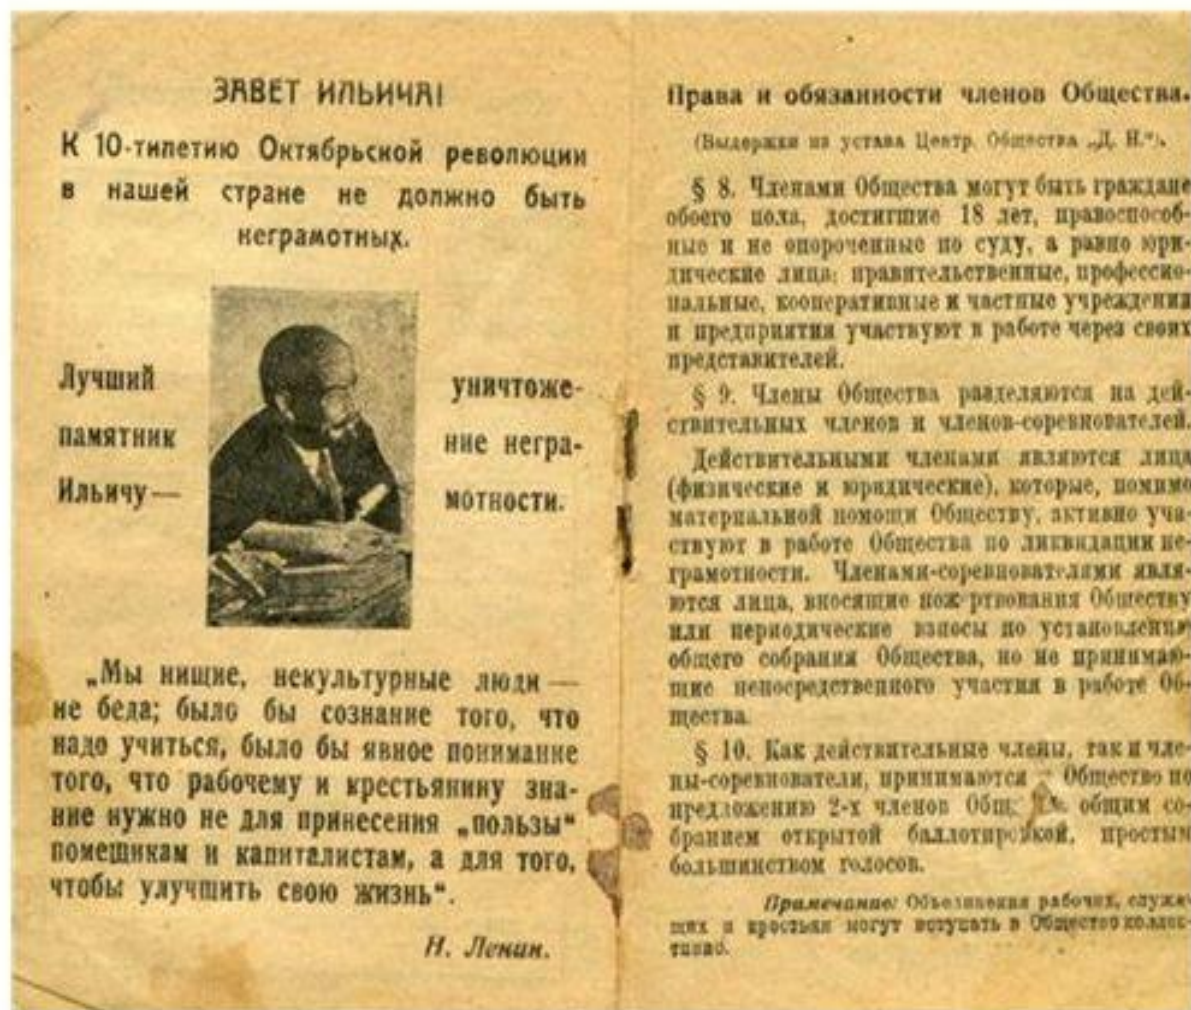 ЗАВЕТ ИЛЬИЧА!
К 10-тилетию Октябрьской революции
в нашей стране не должно быть
неграмотных.
Лучший
памятник
Ильичу —
уничтоже-
ние негра-
мотности.
„Мы нищие, некультурные люди —
не беда; было бы сознание того, что
надо учиться, было бы явное понимание
того, что рабочему и крестьянину зна-
ние нужно не для принесения „пользы“
помещикам и капиталистам, а для того,
чтобы улучшить свою жизнь“.
Н. Ленин.
Права и обязанности членов Общества.
(Выдержки из устава Центр. Общества „Д. Н.“).
§ 8. Членами Общества могут быть граждане
обоего пола, достигшие 18 лет, правоспособ-
ные и не опороченные по суду, а равно юри-
дические лица; правительственные, профессио-
нальные, кооперативные и частные учреждения
и предприятия участвуют в работе через своих
представителей.
§ 9. Члены Общества разделяются на дей-
ствительных членов и членов-соревнователей.
Действительными членами являются лица
(физические и юридические), которые, помимо
материальной помощи Обществу, активно уча-
ствуют в работе Общества по ликвидации не-
грамотности. Членами-соревнователями явля-
ются лица, вносящие пож ртвования Обществу
или периодические взносы по установлению
общего собрания Общества, но не принимаю-
щие непосредственного участия в работе Об-
щества.
§ 10. Как действительные члены, так и чле-
ны-соревнователи, принимаются Общество по
предложению 2-х членов общим со-
бранием открытой баллотировкой, простым
большинством голосов.
Примечание: Объединения рабочих, служа-
щих и крестьян могут вступать в Общество коллек-
тивно.